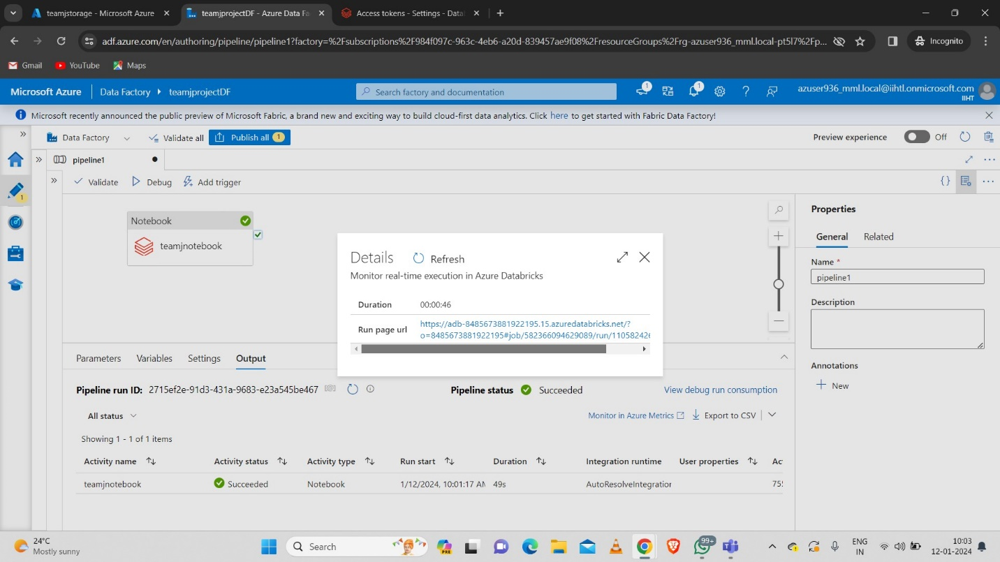 teamjstorage - Microsoft Azure
teamjprojectDF - Azure Data Fa
Access tokens - Settings - Data
adf.azure.com/en/authoring/pipeline/pipeline1?factory=%2Fsubscriptions%2F984f097c-963c-4eb6-a20d-839457ae9f08%2FresourceGroups%2Frg-azuser936_mml.local-pt5l7%2Fp...
Incognito
Gmail YouTube Maps
Microsoft Azure Data Factory teamjprojectDF
Search factory and documentation
1
1
azuser936_mml.local@iihtl.onmicrosoft.com
IIHT
Microsoft recently announced the public preview of Microsoft Fabric, a brand new and exciting way to build cloud-first data analytics. Click here to get started with Fabric Data Factory!
Data Factory Validate all Publish all 1
Preview experience Off
pipeline1
Validate Debug Add trigger
1
Notebook
teamjnotebook
Details Refresh
Monitor real-time execution in Azure Databricks
Duration 00:00:46
Run page url https://adb-8485673881922195.15.azuredatabricks.net/?
o=8485673881922195#job/582366094629089/run/11058242
Properties
General Related
Name *
pipeline1
Description
Annotations
New
Parameters Variables Settings Output
Pipeline run ID: 2715ef2e-91d3-431a-9683-e23a545be467
Pipeline status Succeeded
View debug run consumption
All status
Monitor in Azure Metrics Export to CSV
Showing 1 - 1 of 1 items
Activity name Activity status Activity type Run start Duration Integration runtime User properties Ac
teamjnotebook Succeeded Notebook 1/12/2024, 10:01:17 AM 49s AutoResolveIntegration 755
24°C
Mostly sunny
Search
PRE
99+
ENG
IN
10:03
12-01-2024